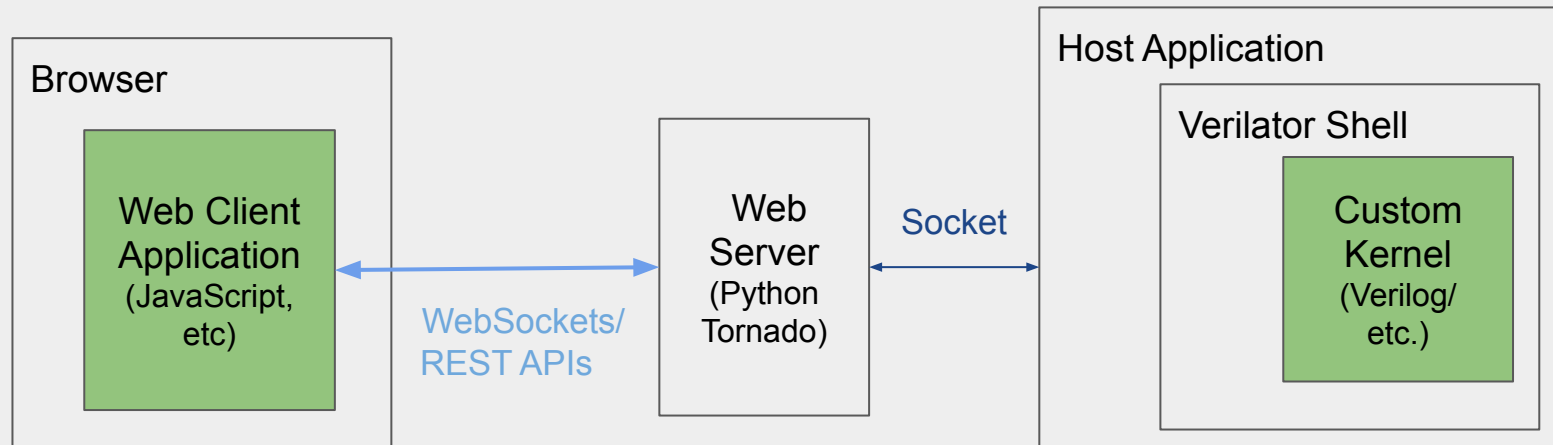 Browser
Web Client
Application
(JavaScript,
etc)
WebSockets/
REST APIs
Web
Server
(Python
Tornado)
Socket
Host Application
Verilator Shell
Custom
Kernel
(Verilog/
etc.)